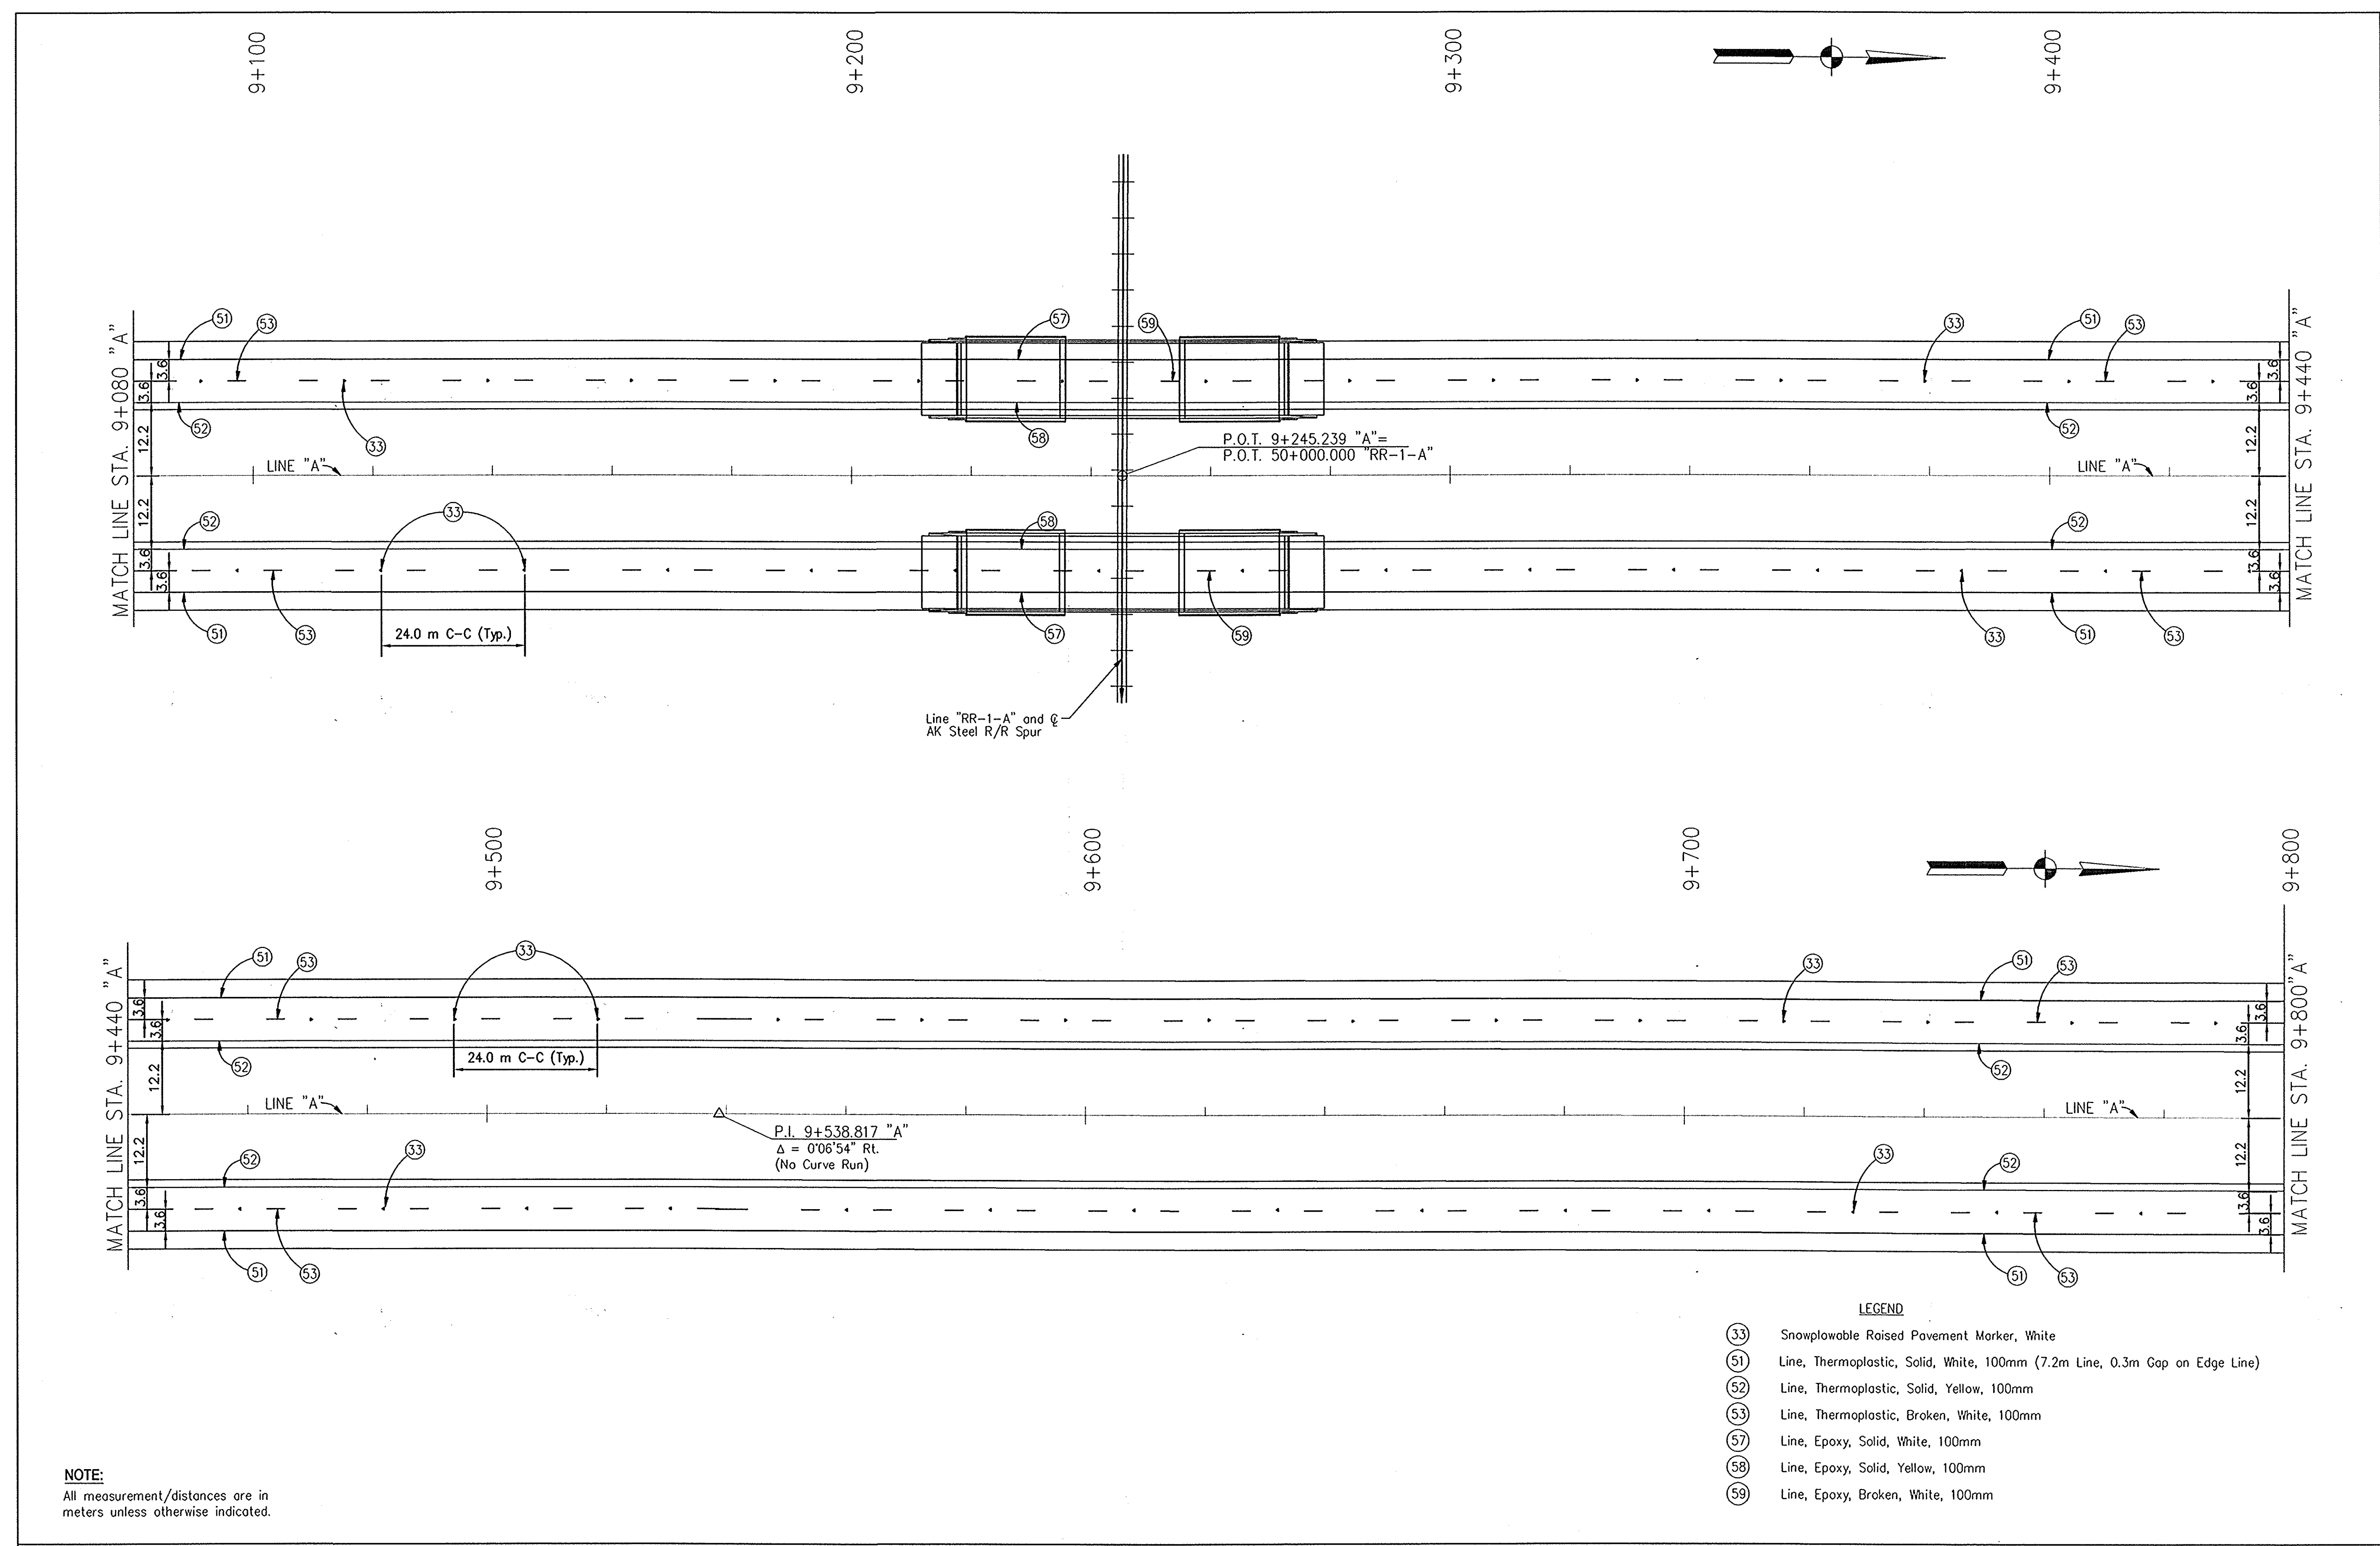 9+100
9+200
9+300
9+400
MATCH LINE STA. 9+080 "A"
51
53
57
59
33
51
53
3.6
3.6
52
33
58
52
3.6
3.6
12.2
P.O.T. 9+245.239 "A"=
P.O.T. 50+000.000 "RR-1-A"
12.2
LINE "A"
LINE "A"
MATCH LINE STA. 9+440 "A"
12.2
52
33
58
52
12.2
3.6
3.6
3.6
3.6
51
53
24.0 m C-C (Typ.)
57
59
33
51
53
Line "RR-1-A" and ℄
AK Steel R/R Spur
9+500
9+600
9+700
9+800
MATCH LINE STA. 9+440 "A"
51
53
33
33
51
53
3.6
3.6
3.6
3.6
52
24.0 m C-C (Typ.)
52
12.2
12.2
LINE "A"
LINE "A"
P.I. 9+538.817 "A"
Δ = 0°06'54" Rt.
(No Curve Run)
MATCH LINE STA. 9+800"A"
12.2
52
33
33
52
12.2
3.6
3.6
3.6
3.6
51
53
51
53
LEGEND
33 Snowplowable Raised Pavement Marker, White
51 Line, Thermoplastic, Solid, White, 100mm (7.2m Line, 0.3m Gap on Edge Line)
52 Line, Thermoplastic, Solid, Yellow, 100mm
53 Line, Thermoplastic, Broken, White, 100mm
57 Line, Epoxy, Solid, White, 100mm
58 Line, Epoxy, Solid, Yellow, 100mm
59 Line, Epoxy, Broken, White, 100mm
NOTE:
All measurement/distances are in
meters unless otherwise indicated.